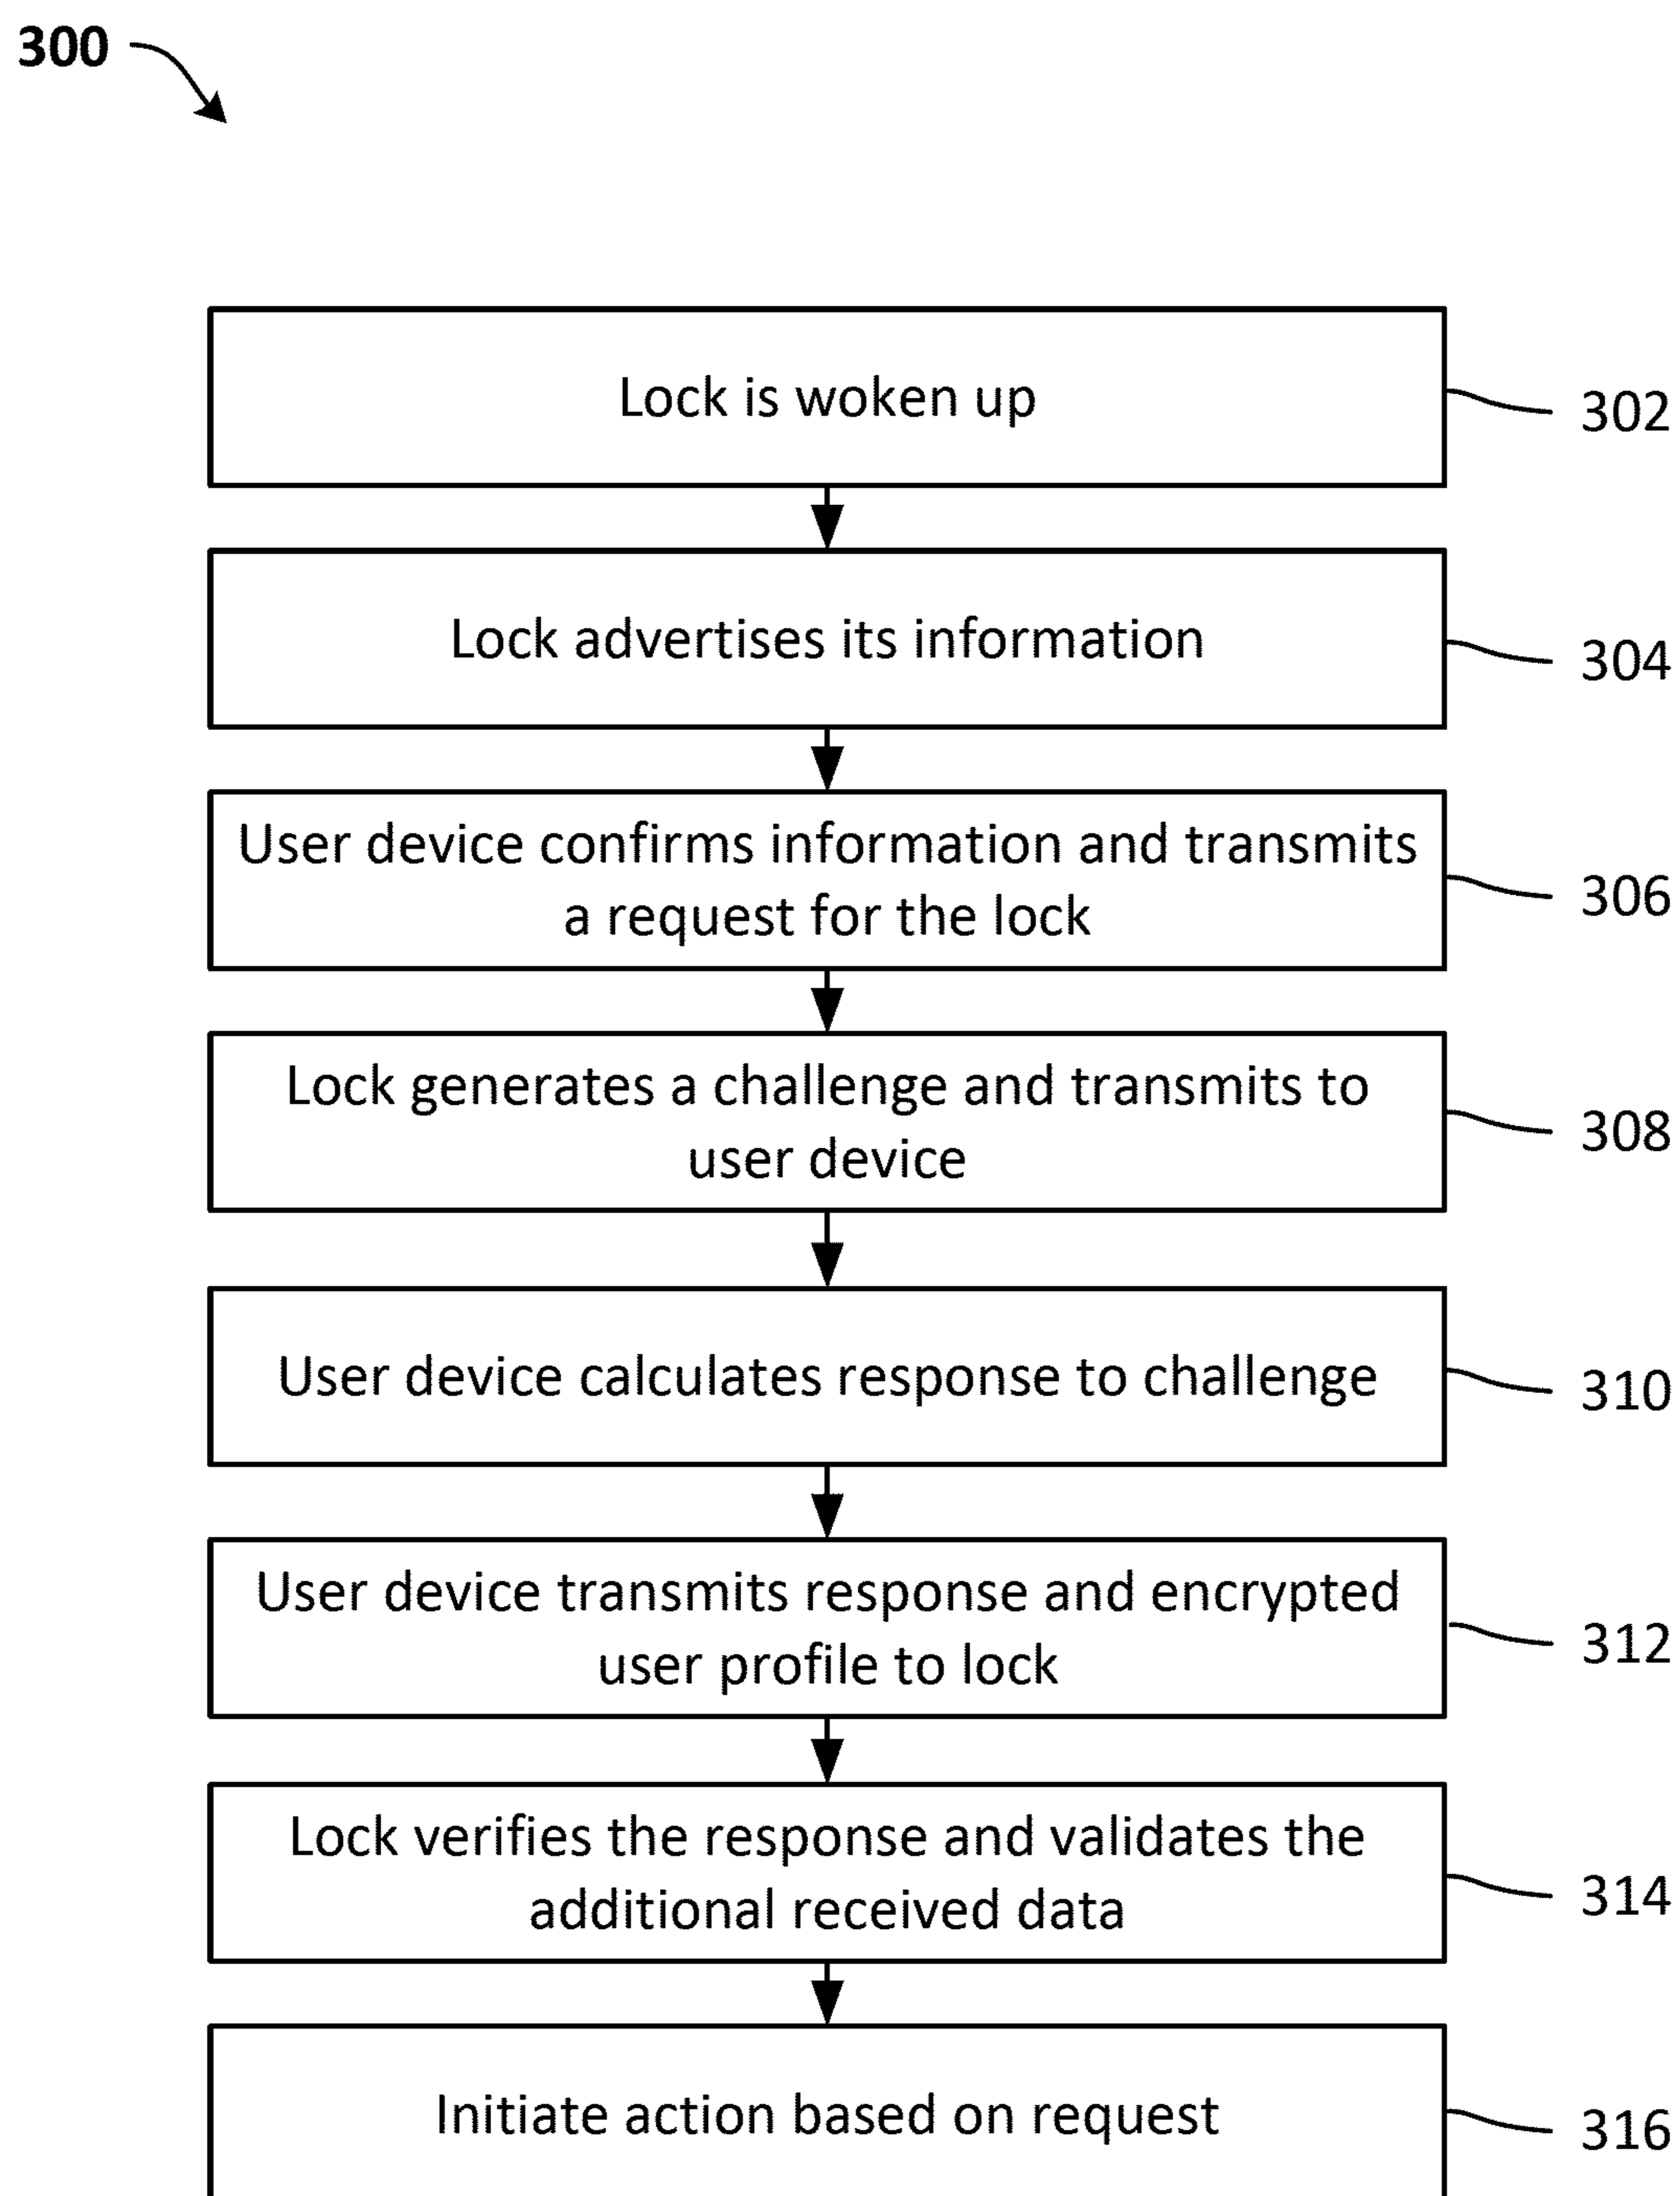 300
Lock is woken up
302
Lock advertises its information
304
User device confirms information and transmits
a request for the lock
306
Lock generates a challenge and transmits to
user device
308
User device calculates response to challenge
310
User device transmits response and encrypted
user profile to lock
312
Lock verifies the response and validates the
additional received data
314
Initiate action based on request
316